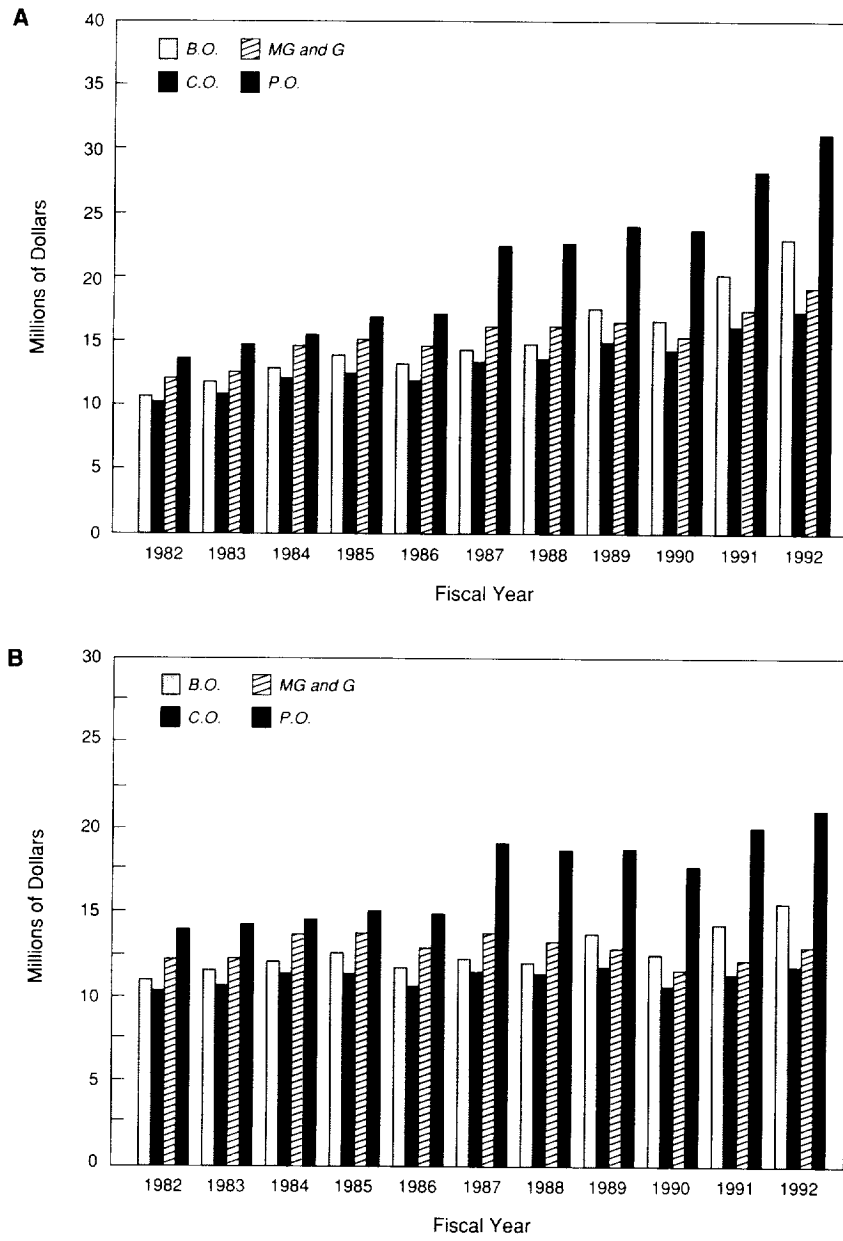 A
40
B.O. MG and G
C.O. P.O.
35
30
25
20
15
10
5
0
Millions of Dollars
1982 1983 1984 1985 1986 1987 1988 1989 1990 1991 1992
Fiscal Year
B
30
B.O. MG and G
C.O. P.O.
25
20
15
10
5
0
Millions of Dollars
1982 1983 1984 1985 1986 1987 1988 1989 1990 1991 1992
Fiscal Year